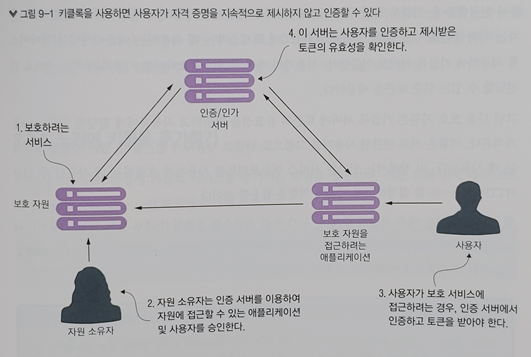 그림 9-1 키클록을 사용하면 사용자가 자격 증명을 지속적으로 제시하지 않고 인증할 수 있다
4. 이 서버는 사용자를 인증하고 제시받은
토큰의 유효성을 확인한다.
인증/인가
서버
1. 보호하려는
서비스
보호 자원
보호 자원을
접근하려는
애플리케이션
사용자
2. 자원 소유자는 인증 서버를 이용하여
자원에 접근할 수 있는 애플리케이션
및 사용자를 승인한다.
자원 소유자
3. 사용자가 보호 서비스에
접근하려는 경우, 인증 서버에서
인증하고 토큰을 받아야 한다.